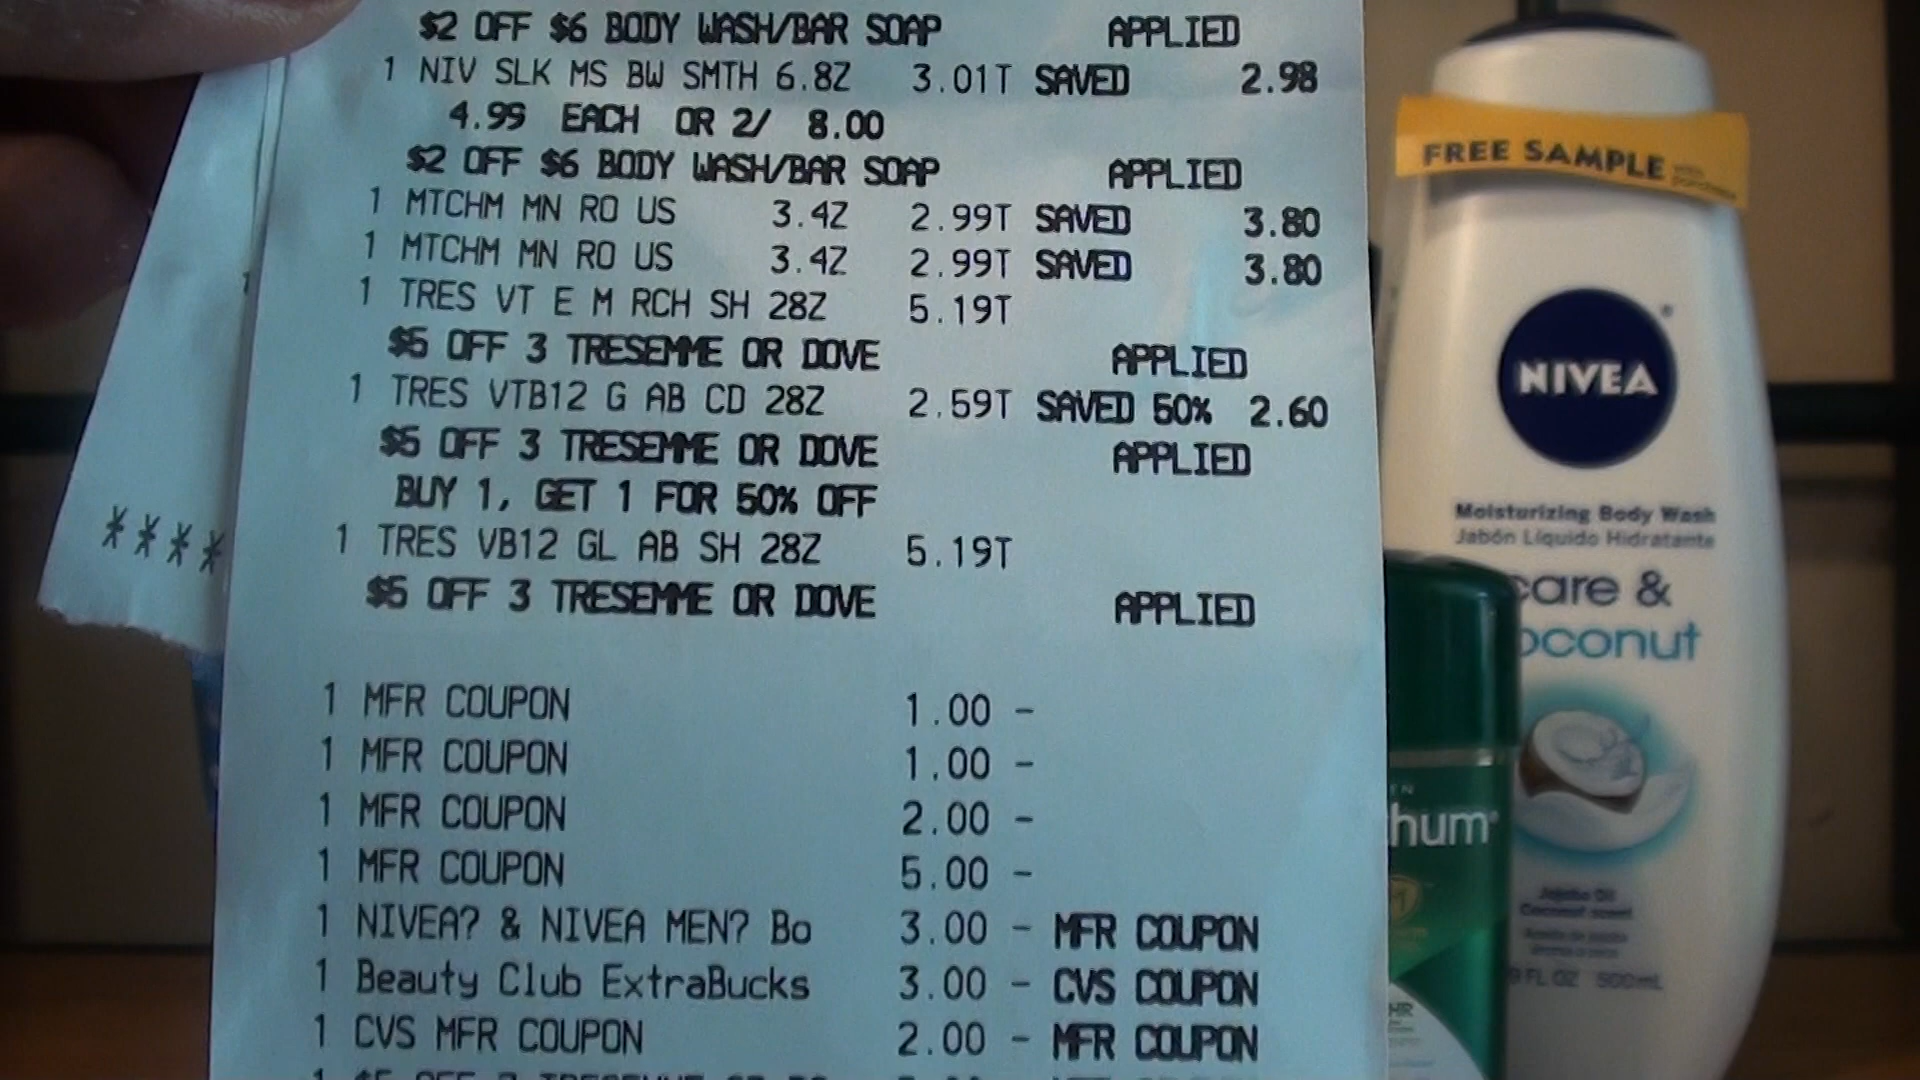 $2 OFF $6 BODY WASH/BAR SOAP APPLIED
1 NIV SLK MS BW SMTH 6.8Z 3.01T SAVED 2.98
4.99 EACH OR 2/ 8.00
$2 OFF $6 BODY WASH/BAR SOAP APPLIED
1 MTCHM MN RO US 3.4Z 2.99T SAVED 3.80
1 MTCHM MN RO US 3.4Z 2.99T SAVED 3.80
1 TRES VT E M RCH SH 28Z 5.19T
$5 OFF 3 TRESEMME OR DOVE APPLIED
1 TRES VTB12 G AB CD 28Z 2.59T SAVED 50% 2.60
$5 OFF 3 TRESEMME OR DOVE APPLIED
BUY 1, GET 1 FOR 50% OFF
1 TRES VB12 GL AB SH 28Z 5.19T
$5 OFF 3 TRESEMME OR DOVE APPLIED
1 MFR COUPON 1.00 -
1 MFR COUPON 1.00 -
1 MFR COUPON 2.00 -
1 MFR COUPON 5.00 -
1 NIVEA? & NIVEA MEN? Bo 3.00 - MFR COUPON
1 Beauty Club ExtraBucks 3.00 - CVS COUPON
1 CVS MFR COUPON 2.00 - MFR COUPON
****
FREE SAMPLE
NIVEA
Moisturizing Body Wash
Jabón Líquido Hidratante
care &
coconut
Jojoba Oil
Coconut scent
FL OZ 500mL
hum
HR